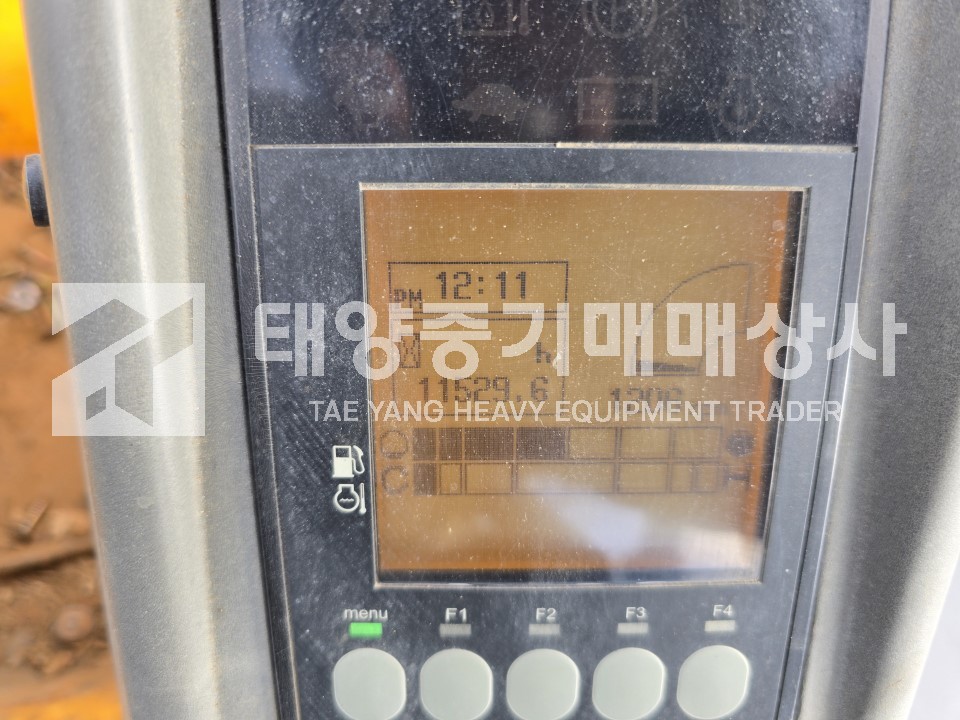 12:11
PM
h
태양중기매매상사
11529.6
TAE YANG HEAVY EQUIPMENT TRADER
menu F1 F2 F3 F4